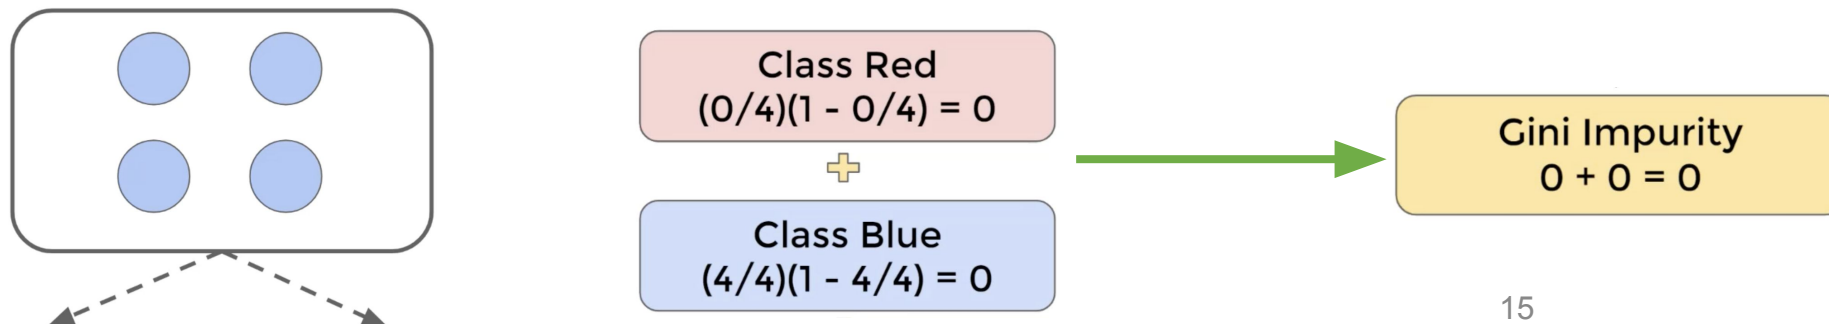 Class Red
(0/4)(1 - 0/4) = 0
Class Blue
(4/4)(1 - 4/4) = 0
Gini Impurity
0 + 0 = 0
15